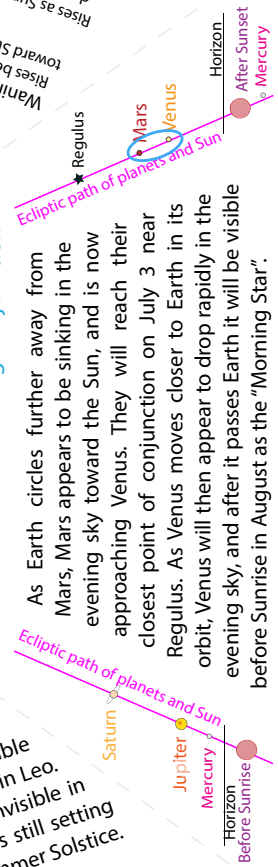 Rises as Su
toward S
Rises be
Wani
Horizon
After Sunset
Mercury
Venus
Mars
Regulus
Ecliptic path of planets and Sun
As Earth circles further away from
Mars, Mars appears to be sinking in the
evening sky toward the Sun, and is now
approaching Venus. They will reach their
closest point of conjunction on July 3 near
Regulus. As Venus moves closer to Earth in its
orbit, Venus will then appear to drop rapidly in the
evening sky, and after it passes Earth it will be visible
before Sunrise in August as the “Morning Star”.
Ecliptic path of planets and Sun
Saturn
Jupiter
Mercury
Horizon
Before Sunrise
ble
in Leo.
nvisible in
s still setting
mmer Solstice.